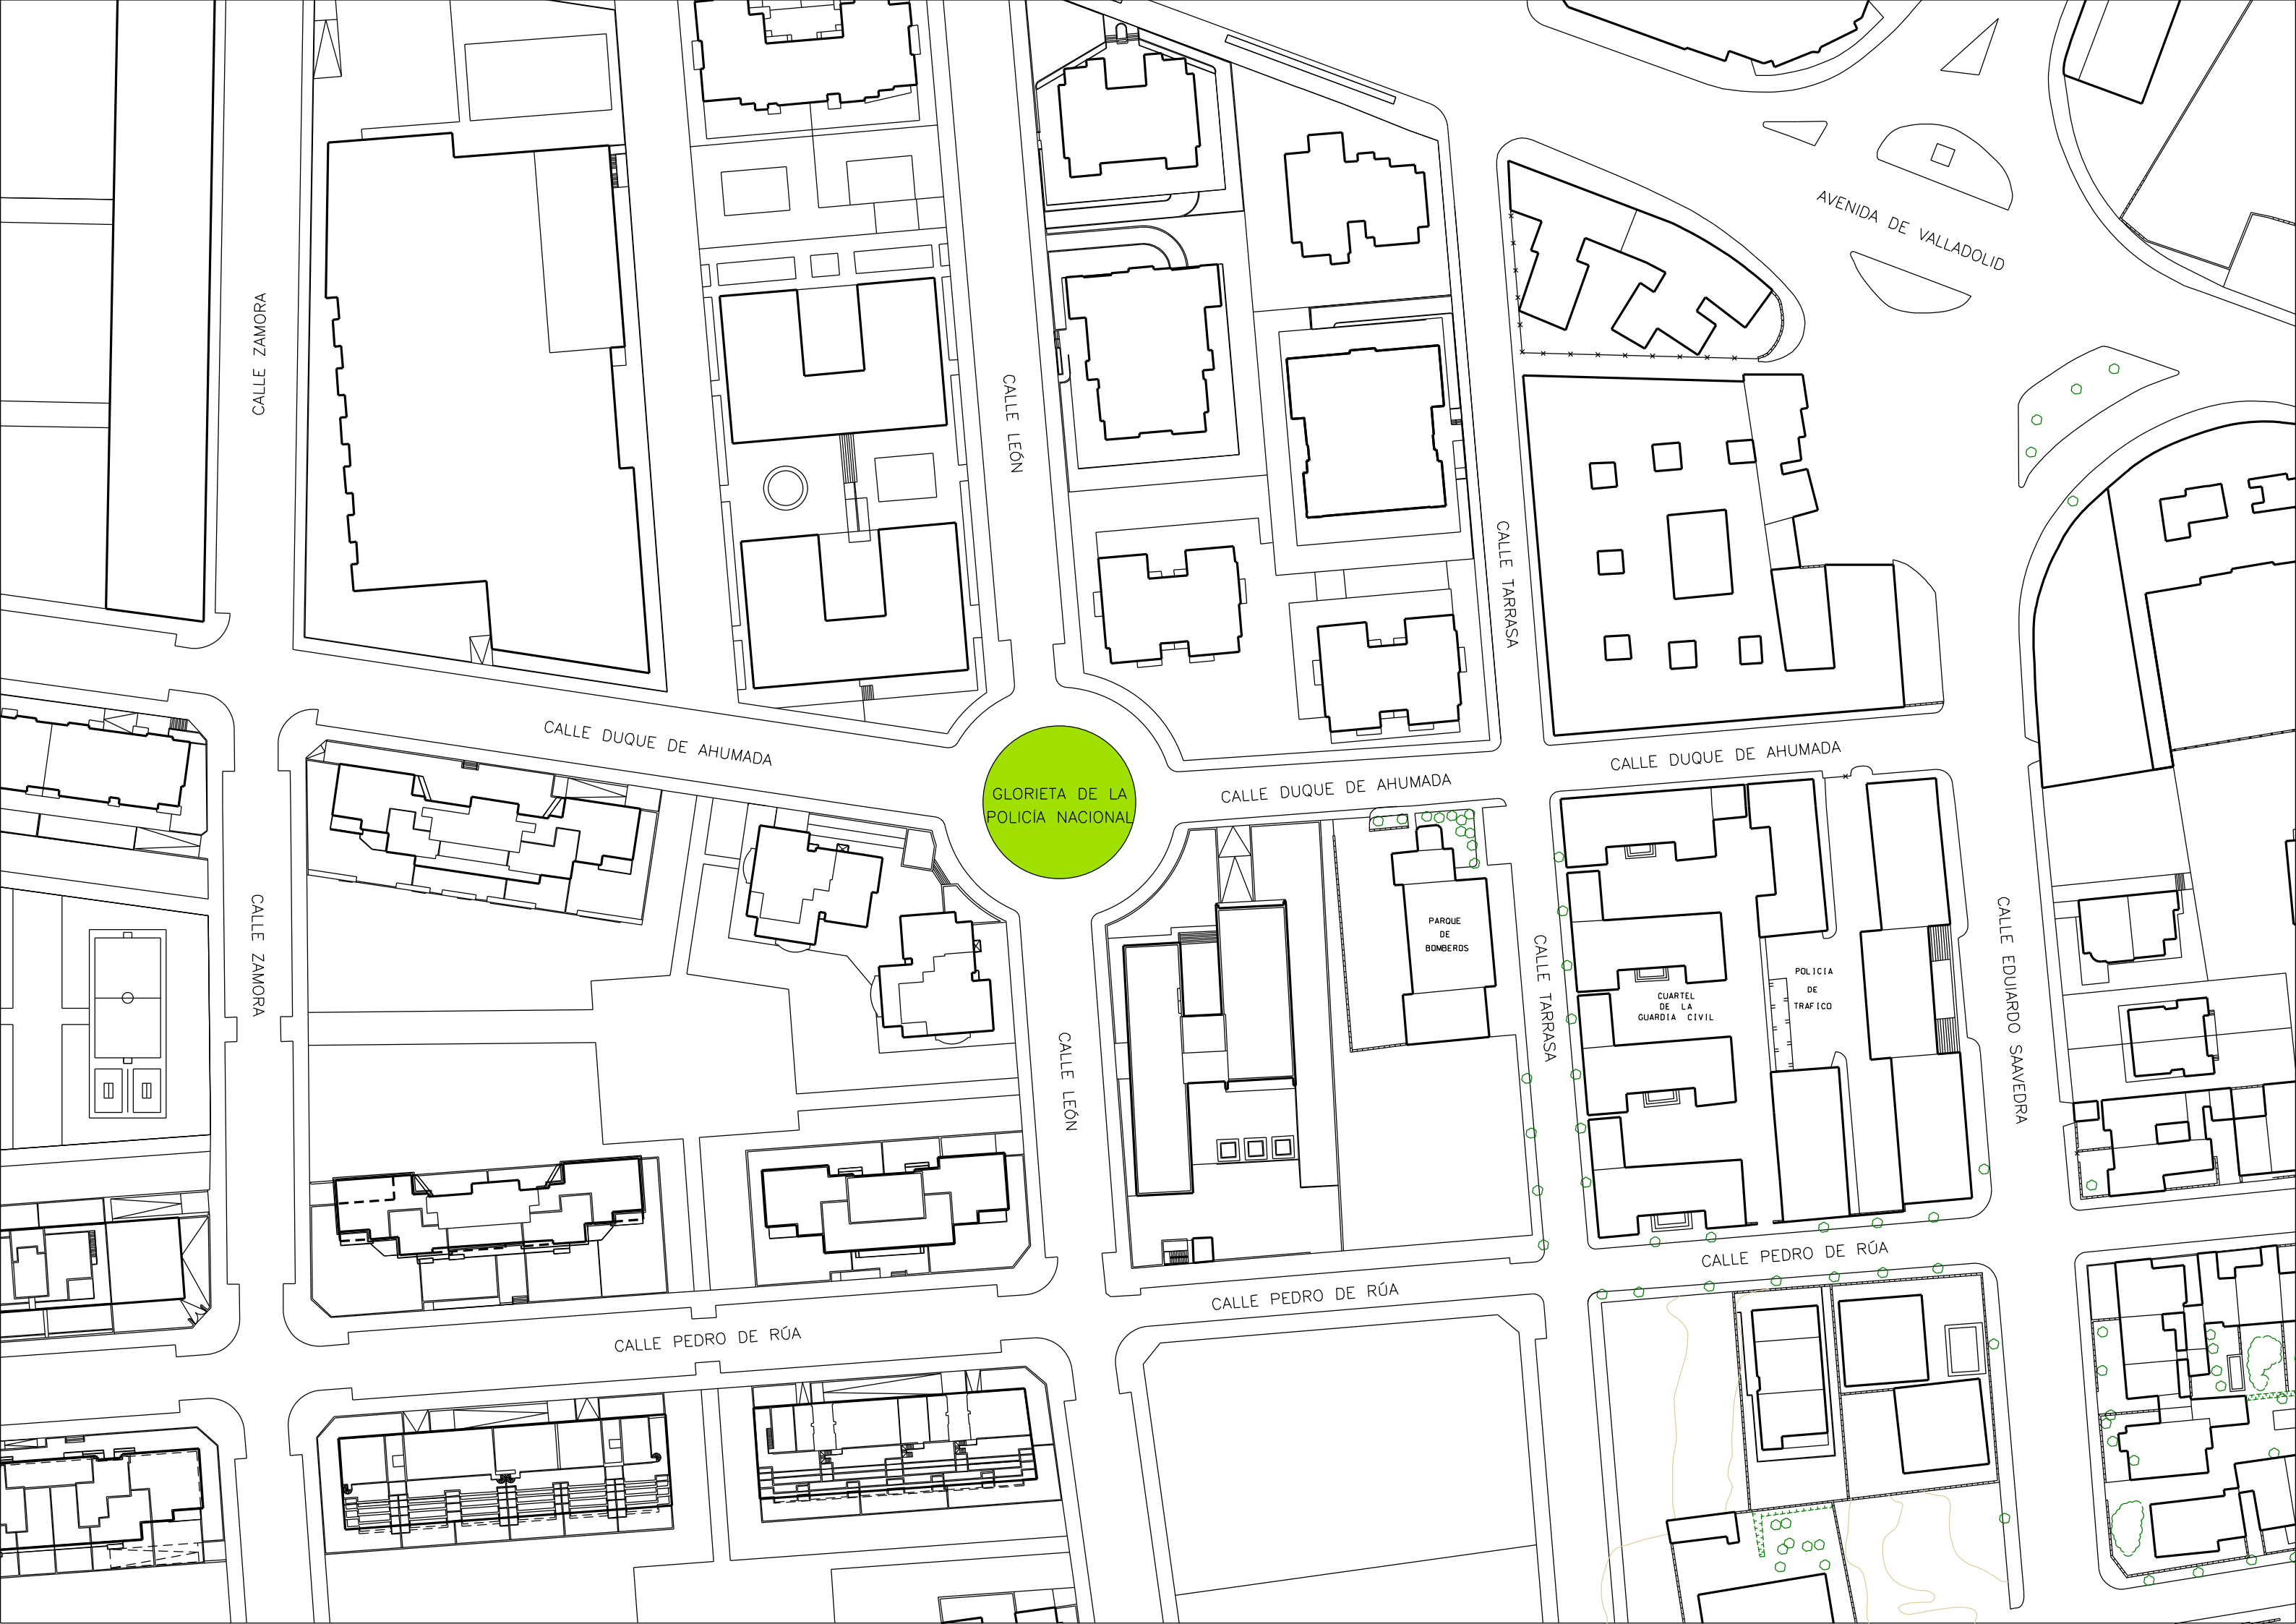 AVENIDA DE VALLADOLID
CALLE ZAMORA
CALLE LEÓN
CALLE TARRASA
CALLE DUQUE DE AHUMADA
CALLE DUQUE DE AHUMADA
CALLE DUQUE DE AHUMADA
GLORIETA DE LA
POLICÍA NACIONAL
CALLE ZAMORA
CALLE LEÓN
PARQUE
DE
BOMBEROS
CALLE TARRASA
CUARTEL
DE LA
GUARDIA CIVIL
POLICIA
DE
TRAFICO
CALLE EDUIARDO SAAVEDRA
CALLE PEDRO DE RÚA
CALLE PEDRO DE RÚA
CALLE PEDRO DE RÚA